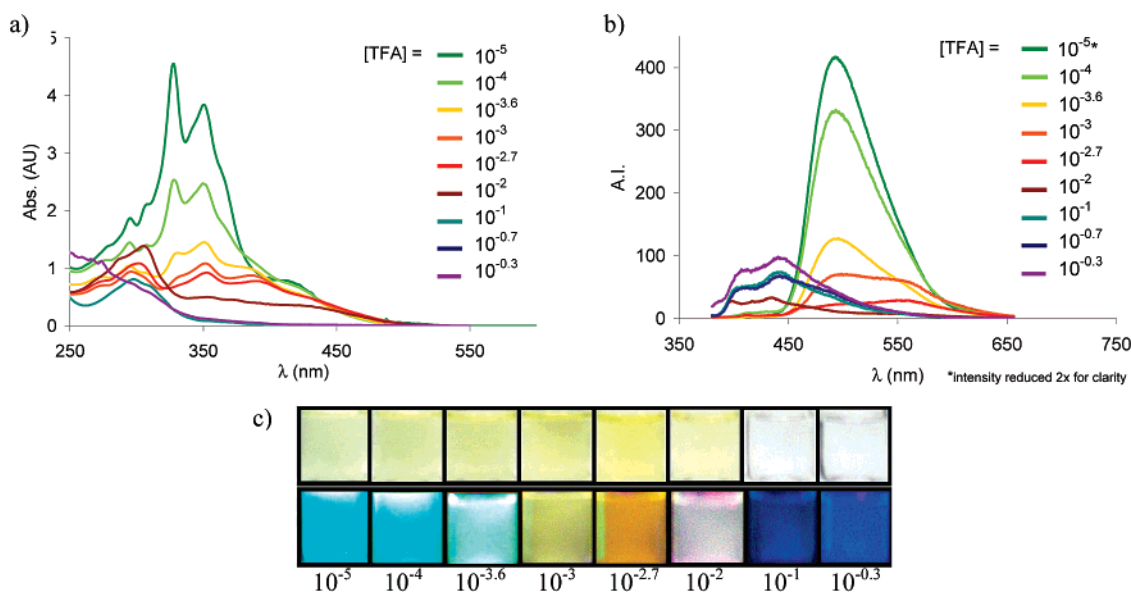 a)
[TFA] =
10^-5
10^-4
10^-3.6
10^-3
10^-2.7
10^-2
10^-1
10^-0.7
10^-0.3
Abs. (AU)
5
4
3
2
1
0
250 350 450 550
λ (nm)
b)
[TFA] =
10^-5*
10^-4
10^-3.6
10^-3
10^-2.7
10^-2
10^-1
10^-0.7
10^-0.3
A.I.
400
300
200
100
0
350 450 550 650 750
λ (nm)
*intensity reduced 2x for clarity
c)
10^-5 10^-4 10^-3.6 10^-3 10^-2.7 10^-2 10^-1 10^-0.3